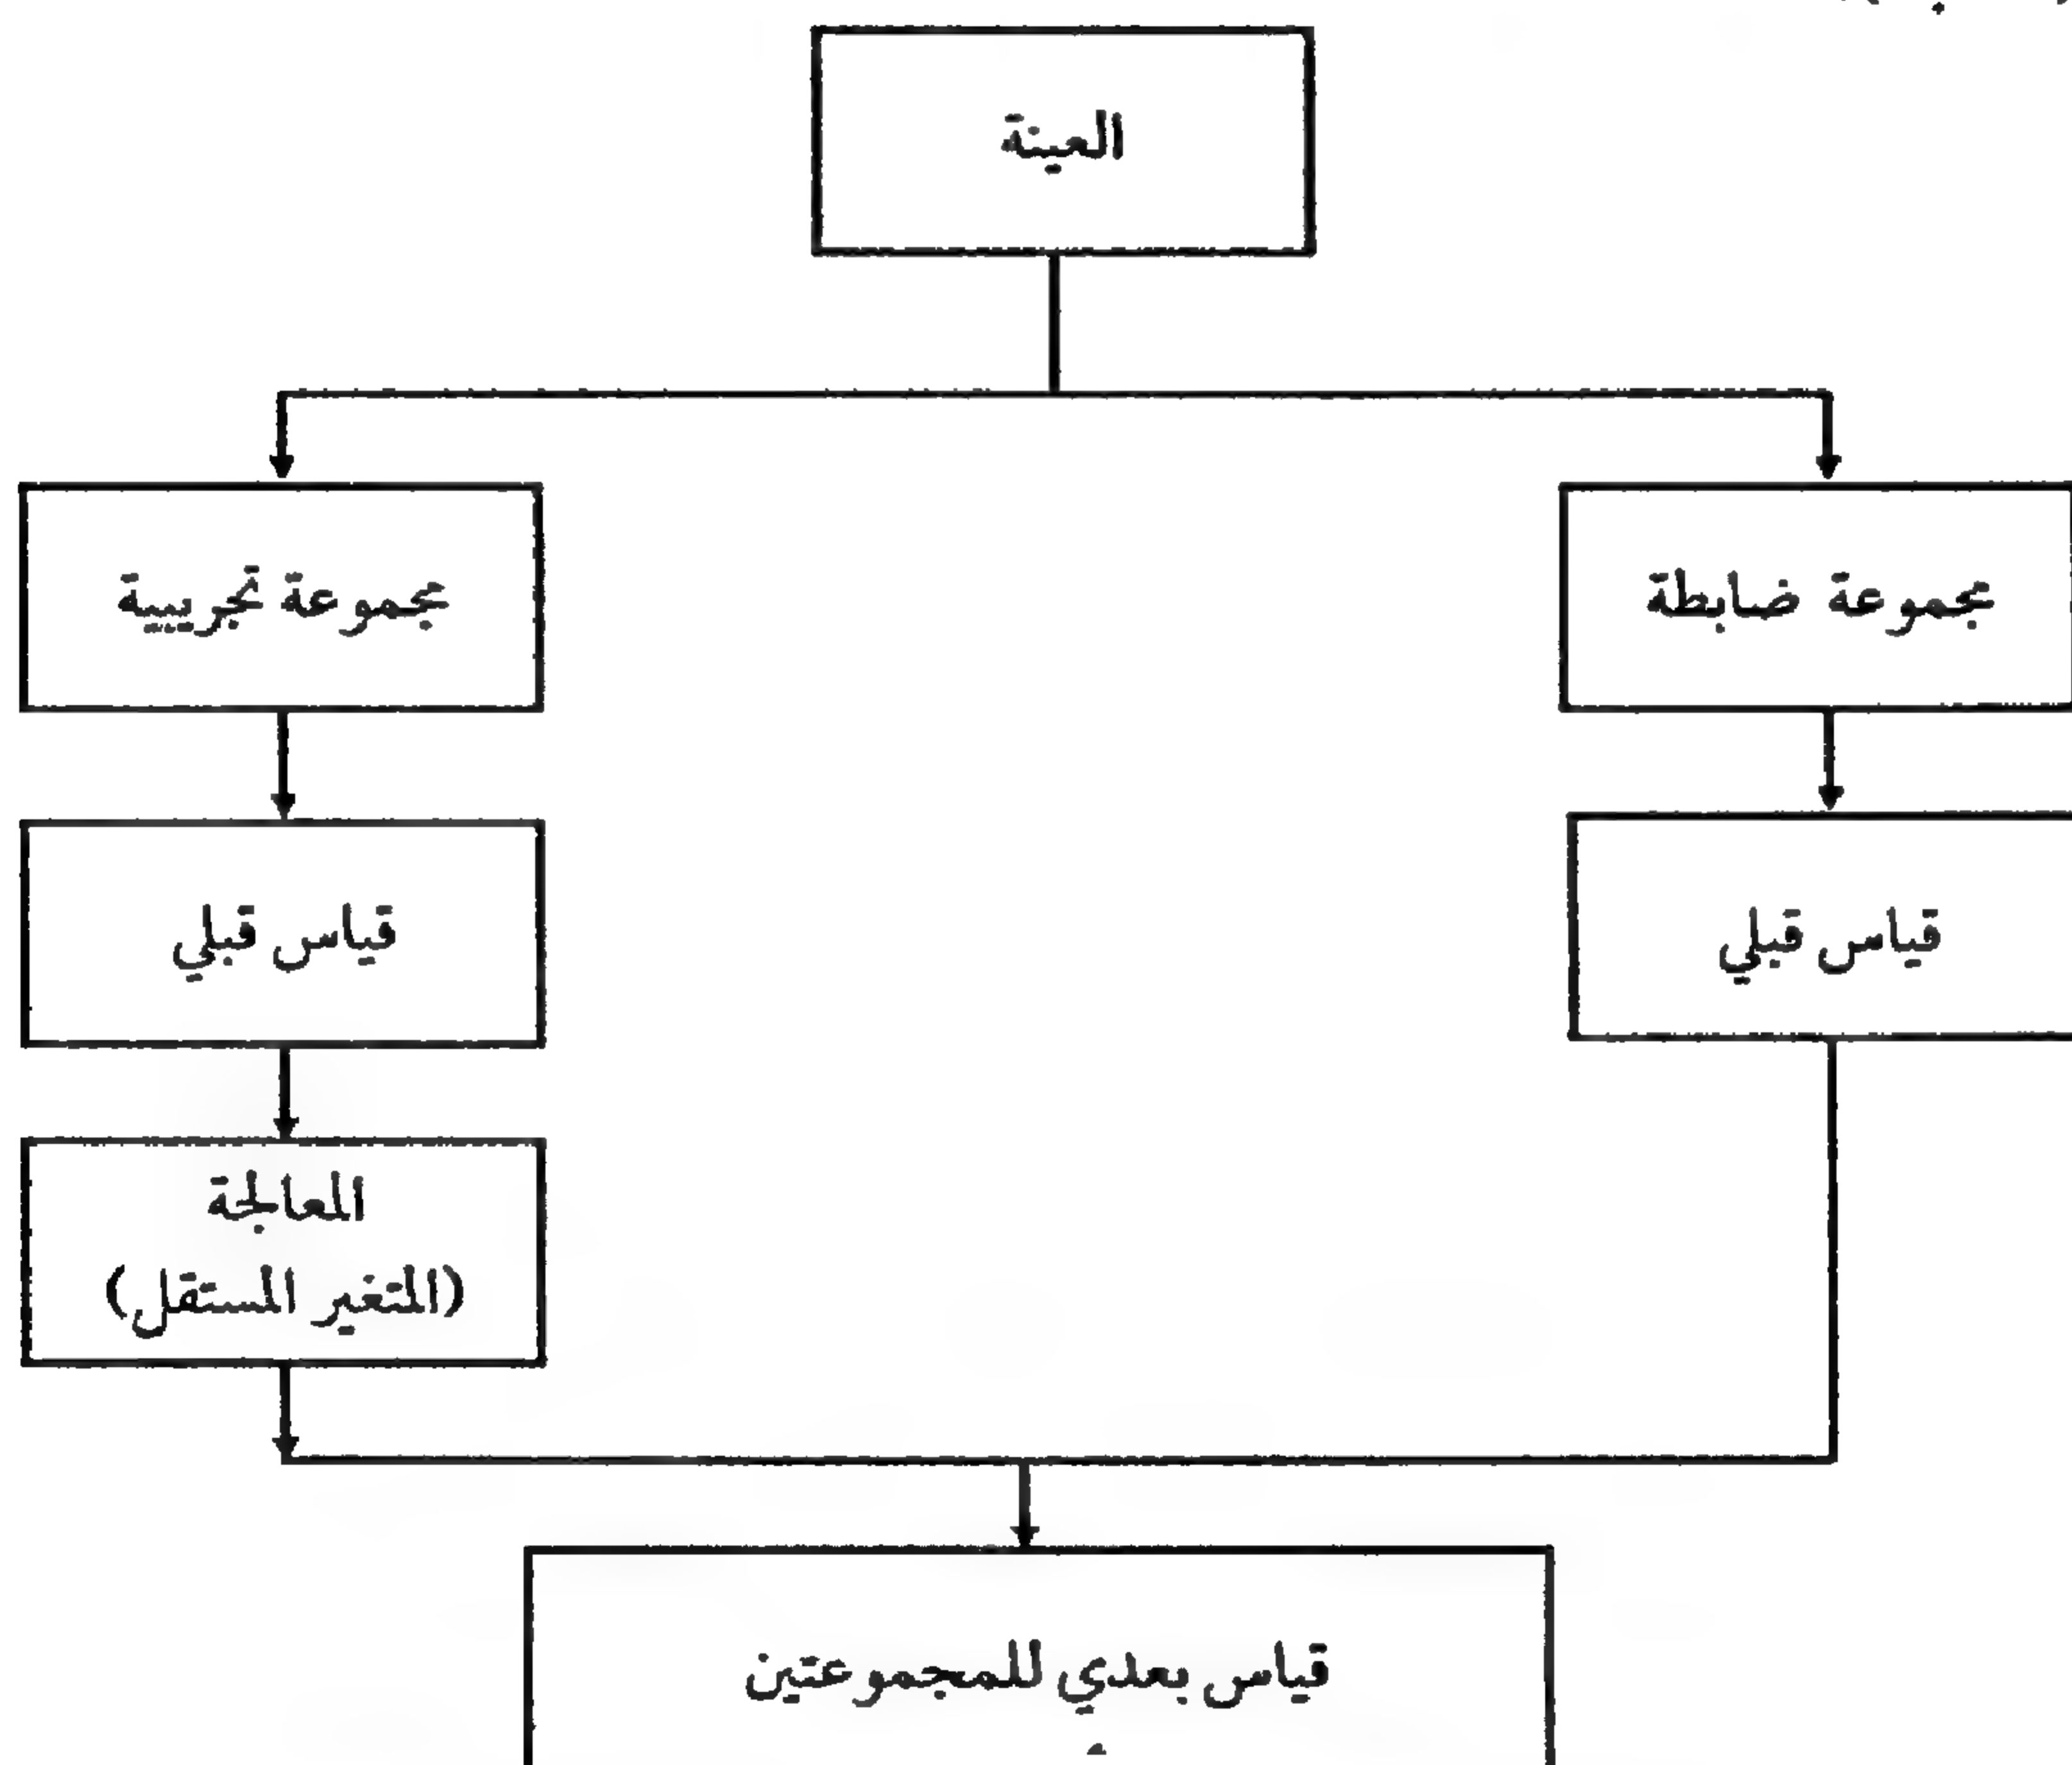 العينة
مجموعة ضابطة
مجموعة تجريبية
قياس قبلي
قياس قبلي
المعالجة
(المتغير المستقل)
قياس بعدي للمجموعتين